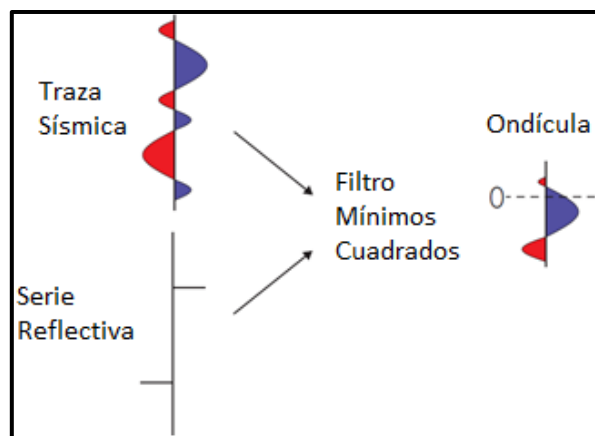 Traza
Sísmica
Serie
Reflectiva
Filtro
Mínimos
Cuadrados
Ondícula
0